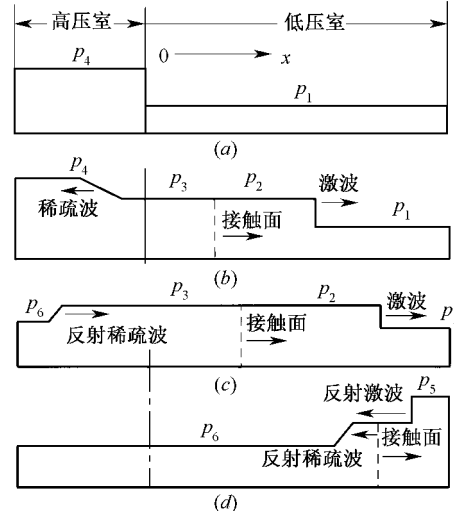 高压室 低压室
p4 0 x
p1
(a)
p4 p3 p2 激波
稀疏波 接触面 p1
(b)
p6 p3 p2 激波 p
反射稀疏波 接触面
(c)
反射激波 p5
p6 接触面
反射稀疏波
(d)